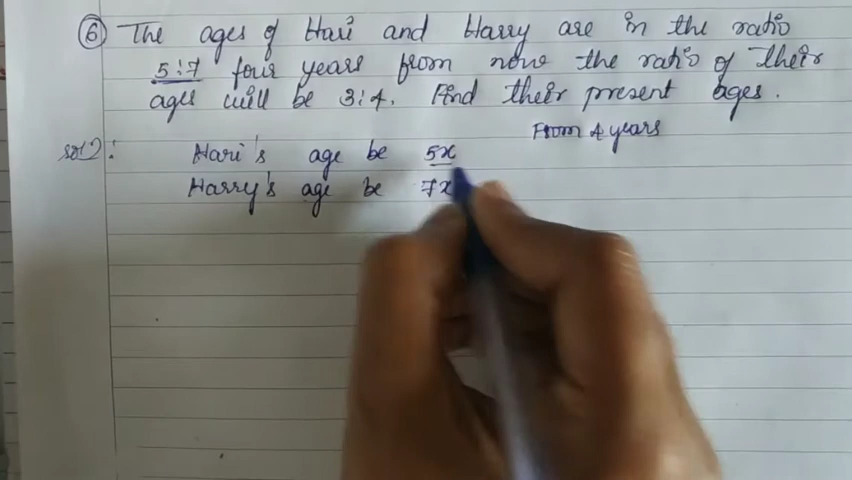 ⑥ The ages of Hari and Harry are in the ratio
5:7 four years from now the ratio of their
ages will be 3:4. Find their present ages.
From 4 years
sol?: Hari's age be 5x
Harry's age be 7x